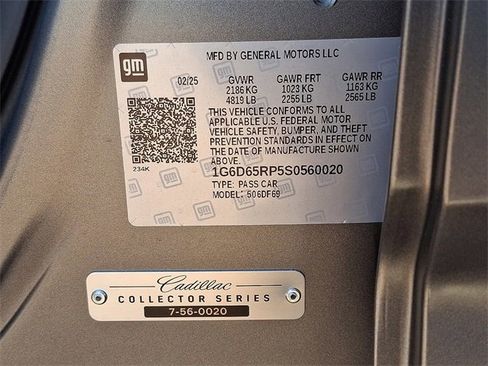 gm
MFD BY GENERAL MOTORS LLC
02/25 GVWR GAWR FRT GAWR RR
2186 KG 1023 KG 1163 KG
4819 LB 2255 LB 2565 LB
THIS VEHICLE CONFORMS TO ALL
APPLICABLE U.S. FEDERAL MOTOR
VEHICLE SAFETY, BUMPER, AND THEFT
PREVENTION STANDARDS IN EFFECT ON
THE DATE OF MANUFACTURE SHOWN
ABOVE.
234K
1G6D65RP5S0560020
TYPE: PASS CAR
MODEL: 506DF69
Cadillac
COLLECTOR SERIES
7-56-0020